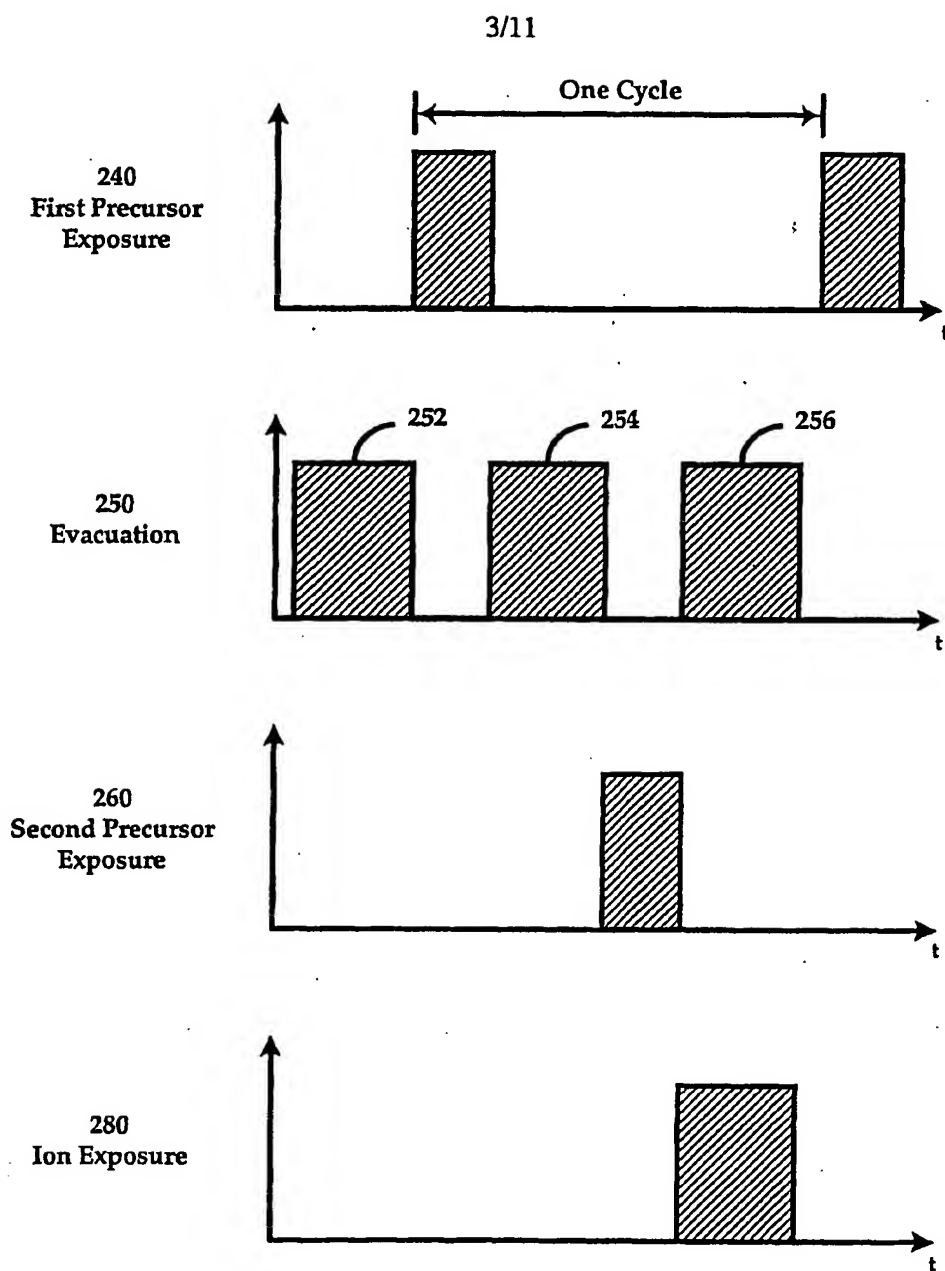 3/11
One Cycle
240
First Precursor
Exposure
t
252
254
256
250
Evacuation
t
260
Second Precursor
Exposure
t
280
Ion Exposure
t